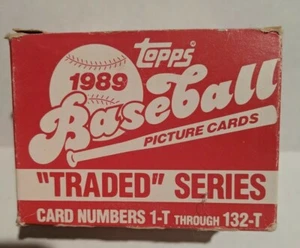 TOPPS
1989
Baseball
PICTURE CARDS
"TRADED" SERIES
CARD NUMBERS 1-T THROUGH 132-T